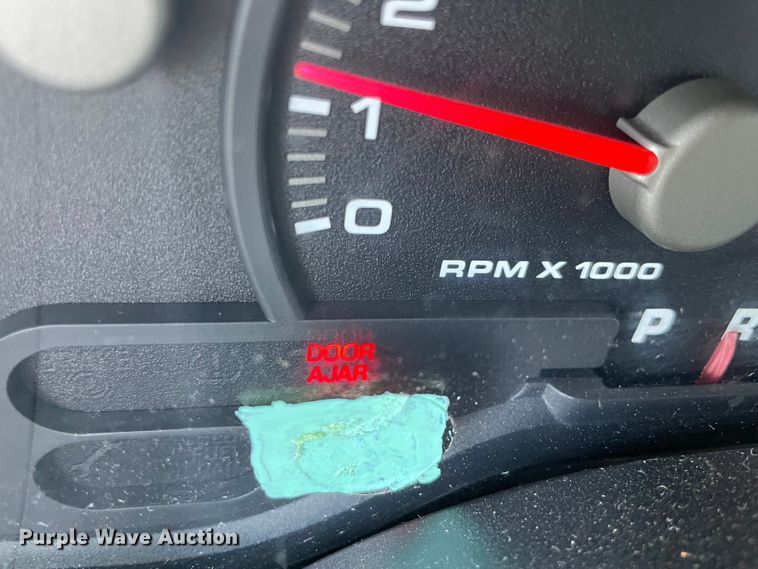 2
1
0
RPM X 1000
P R
DOOR
AJAR
Purple Wave Auction